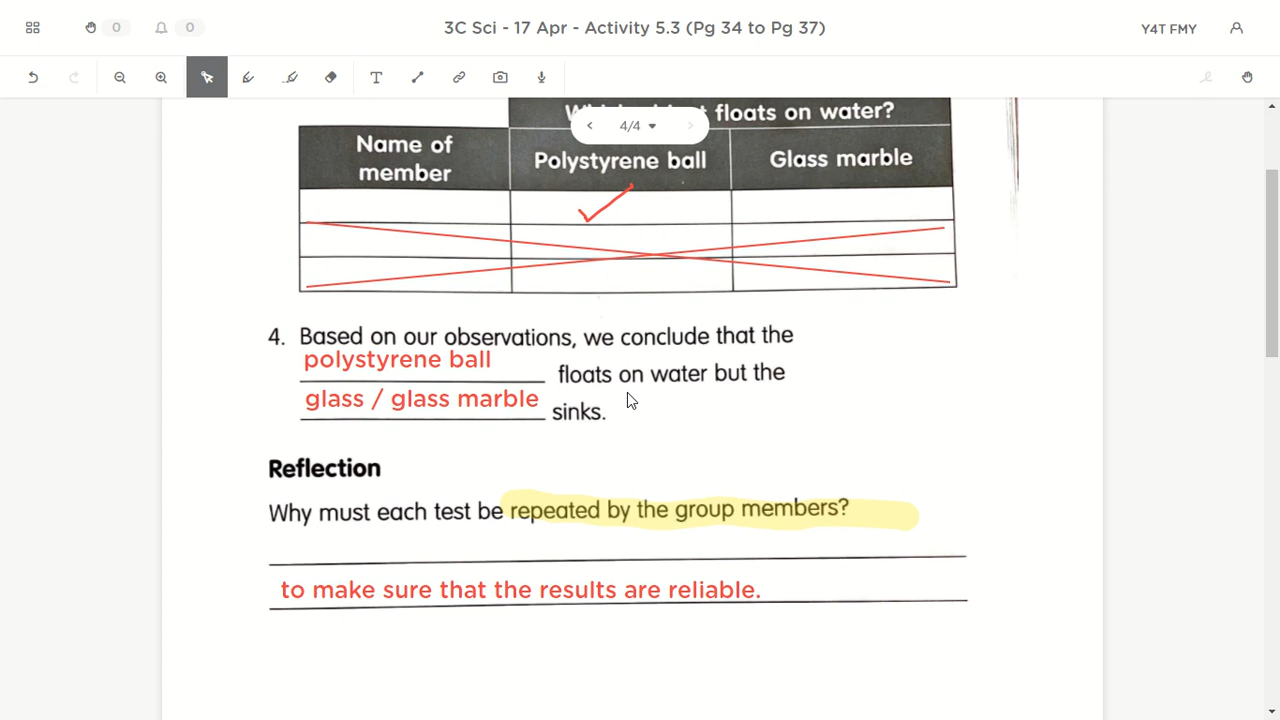 0
0
3C Sci - 17 Apr - Activity 5.3 (Pg 34 to Pg 37)
Y4T FMY
T
floats on water?
4/4
Name of
member
Polystyrene ball
Glass marble
4. Based on our observations, we conclude that the
polystyrene ball floats on water but the
glass / glass marble sinks.
Reflection
Why must each test be repeated by the group members?
to make sure that the results are reliable.